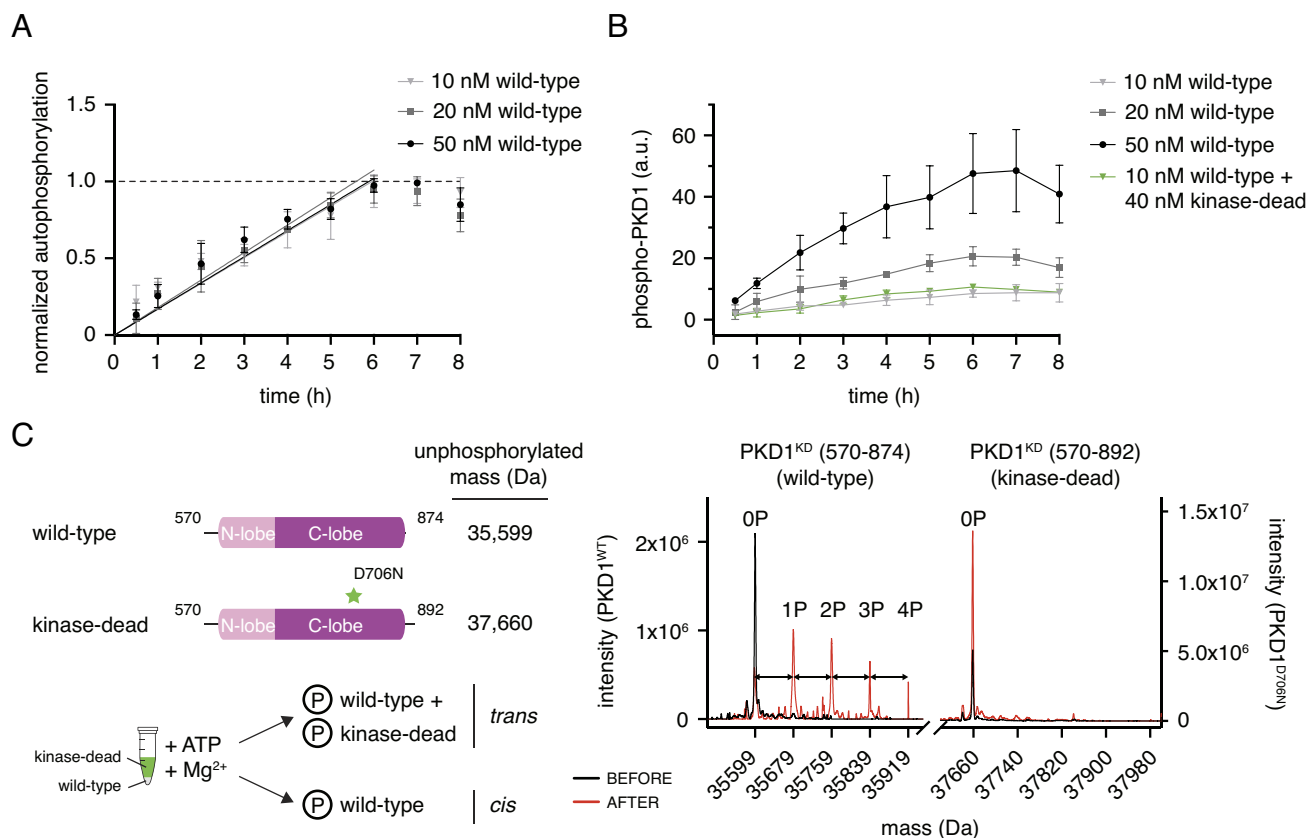 A
normalized autophosphorylation
1.5
1.0
0.5
0
0 1 2 3 4 5 6 7 8
time (h)
10 nM wild-type
20 nM wild-type
50 nM wild-type
B
phospho-PKD1 (a.u.)
60
40
20
0
0 1 2 3 4 5 6 7 8
time (h)
10 nM wild-type
20 nM wild-type
50 nM wild-type
10 nM wild-type +
40 nM kinase-dead
C
unphosphorylated
mass (Da)
wild-type
570
N-lobe
C-lobe
874
35,599
D706N
kinase-dead
570
N-lobe
C-lobe
892
37,660
kinase-dead
wild-type
+ ATP
+ Mg²⁺
P wild-type +
P kinase-dead
trans
P wild-type
cis
PKD1ᴷᴰ (570-874)
(wild-type)
PKD1ᴷᴰ (570-892)
(kinase-dead)
intensity (PKD1ᵂᵀ)
2x10⁶
1x10⁶
0
0P
1P 2P 3P 4P
0P
1.5x10⁷
1.0x10⁷
5.0x10⁶
0
intensity (PKD1ᴰ⁷⁰⁶ᴺ)
35599 35679 35759 35839 35919 37660 37740 37820 37900 37980
mass (Da)
BEFORE
AFTER